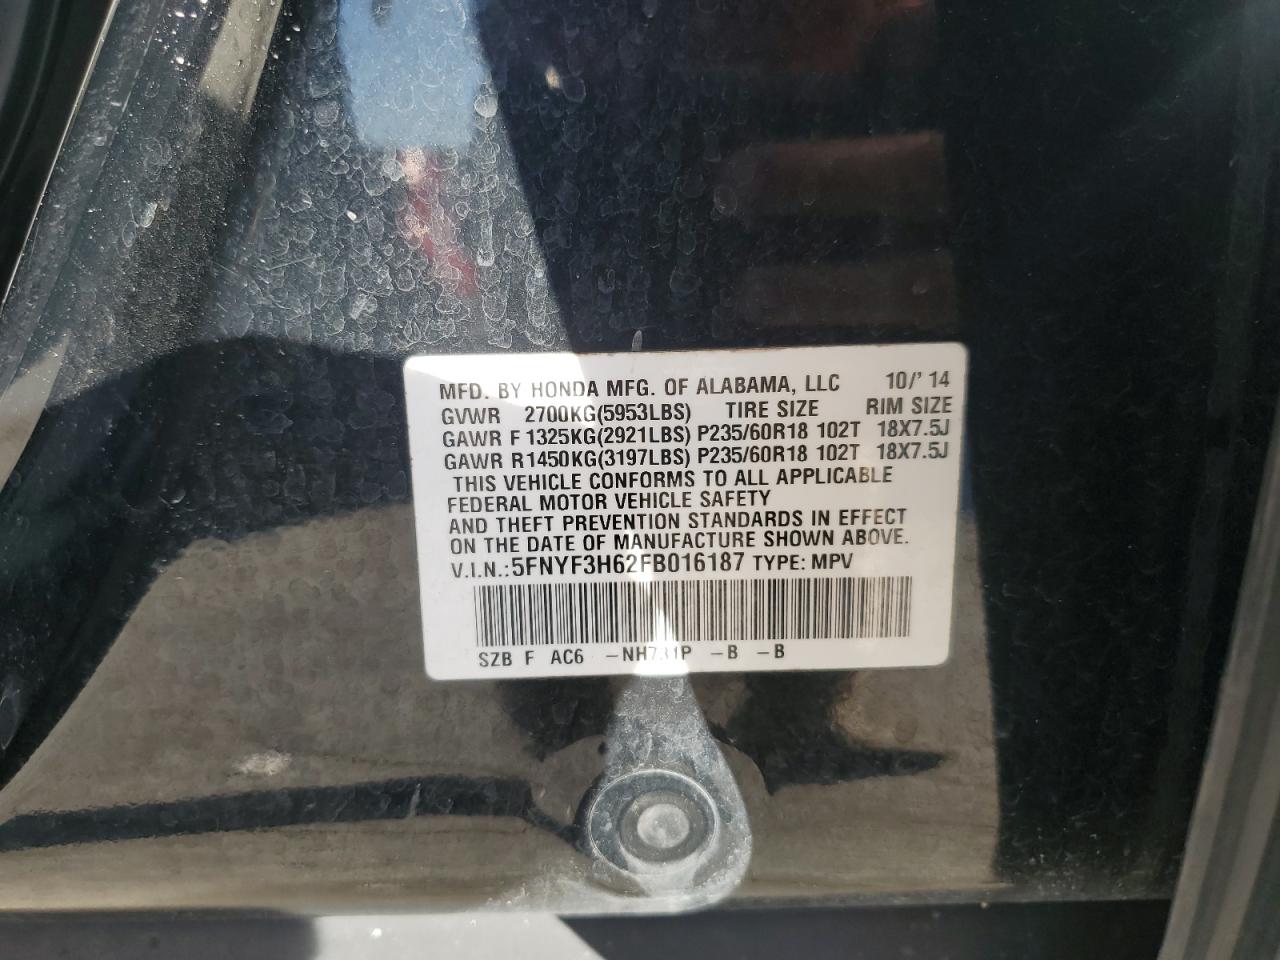 MFD. BY HONDA MFG. OF ALABAMA, LLC 10/' 14
GVWR 2700KG(5953LBS) TIRE SIZE RIM SIZE
GAWR F 1325KG(2921LBS) P235/60R18 102T 18X7.5J
GAWR R1450KG(3197LBS) P235/60R18 102T 18X7.5J
THIS VEHICLE CONFORMS TO ALL APPLICABLE
FEDERAL MOTOR VEHICLE SAFETY
AND THEFT PREVENTION STANDARDS IN EFFECT
ON THE DATE OF MANUFACTURE SHOWN ABOVE.
V.I.N.: 5FNYF3H62FB016187 TYPE: MPV
SZB F AC6 -NH731P -B -B